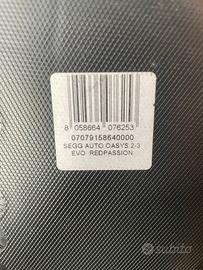 8 058664 076253
07079158640000
SEGG AUTO OASYS 2-3
EVO REDPASSION
subito